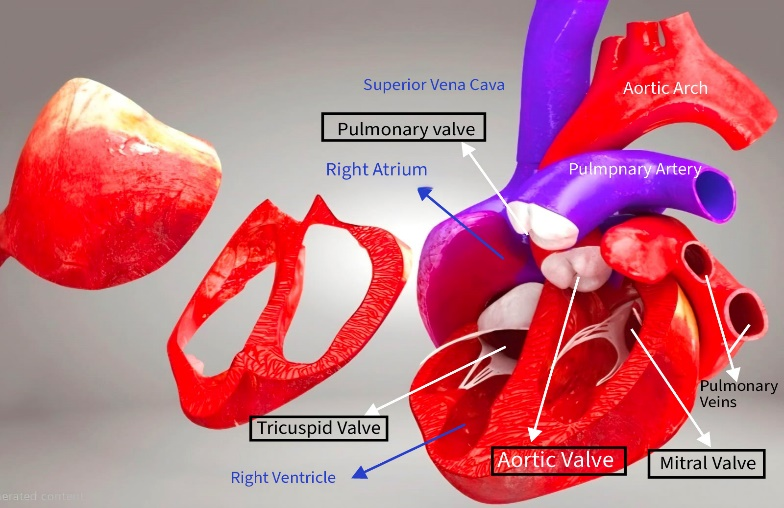 Superior Vena Cava
Aortic Arch
Pulmonary valve
Right Atrium
Pulmpnary Artery
Pulmonary
Veins
Tricuspid Valve
Aortic Valve
Mitral Valve
Right Ventricle